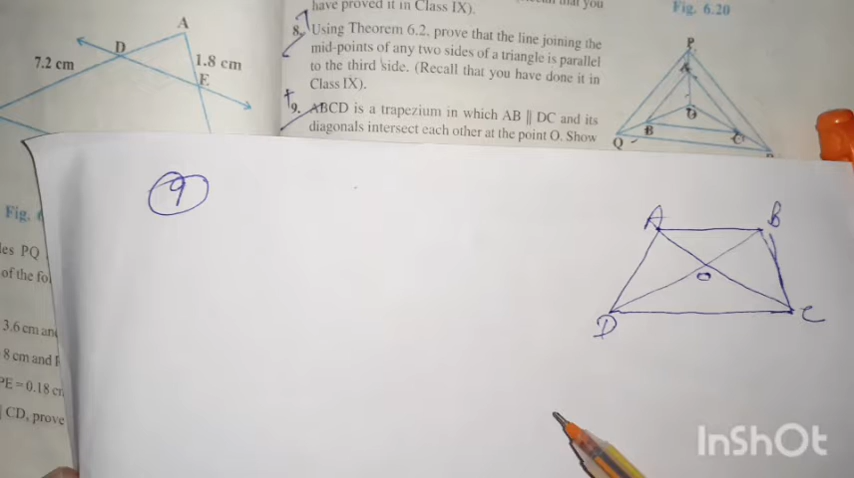 have proved it in Class IX).
Fig. 6.20
8. Using Theorem 6.2, prove that the line joining the
mid-points of any two sides of a triangle is parallel
to the third side. (Recall that you have done it in
Class IX).
9. ABCD is a trapezium in which AB || DC and its
diagonals intersect each other at the point O. Show
A
D
7.2 cm
1.8 cm
E
P
A
O
B
C
Q
9
A
B
O
D
C
Fig. 6
les PQ
of the fo
3.6 cm and
8 cm and
PE = 0.18 cm
CD, prove
InShOt